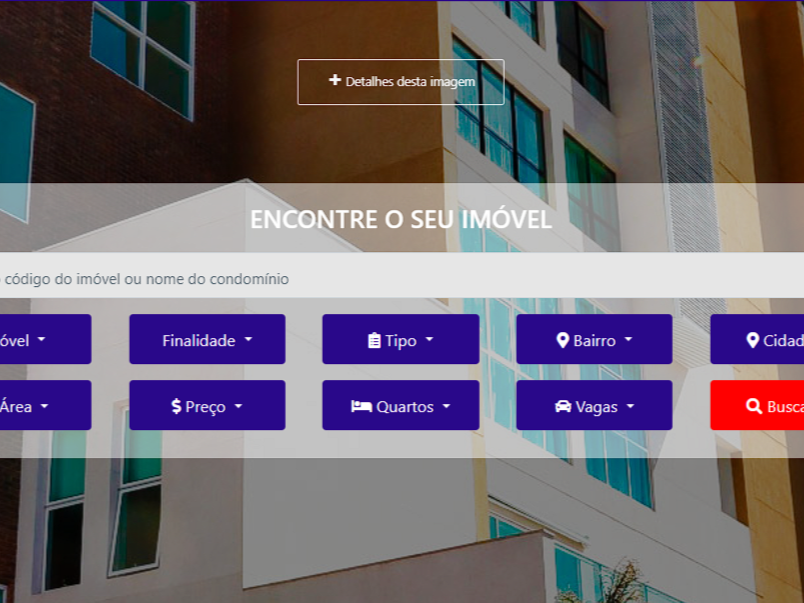 Detalhes desta imagem
ENCONTRE O SEU IMÓVEL
código do imóvel ou nome do condomínio
óvel
Finalidade
Tipo
Bairro
Cidad
Área
$ Preço
Quartos
Vagas
Busca